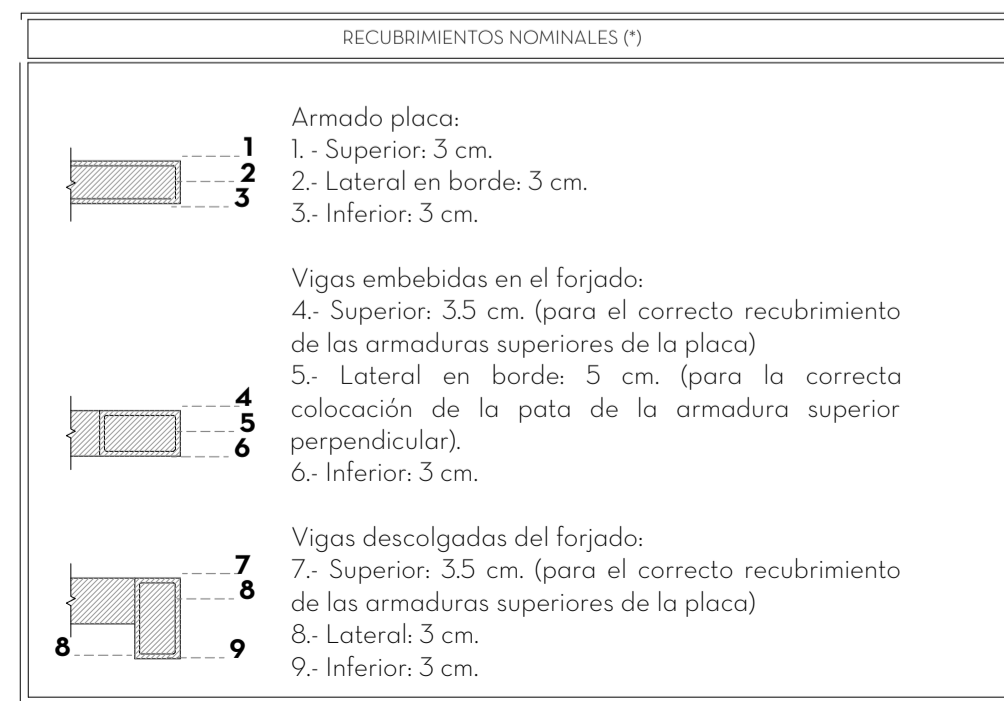 RECUBRIMIENTOS NOMINALES (*)
Armado placa:
1. - Superior: 3 cm.
2.- Lateral en borde: 3 cm.
3.- Inferior: 3 cm.
1
2
3
Vigas embebidas en el forjado:
4.- Superior: 3.5 cm. (para el correcto recubrimiento
de las armaduras superiores de la placa)
5.- Lateral en borde: 5 cm. (para la correcta
colocación de la pata de la armadura superior
perpendicular).
6.- Inferior: 3 cm.
4
5
6
Vigas descolgadas del forjado:
7.- Superior: 3.5 cm. (para el correcto recubrimiento
de las armaduras superiores de la placa)
8.- Lateral: 3 cm.
9.- Inferior: 3 cm.
7
8
8
9